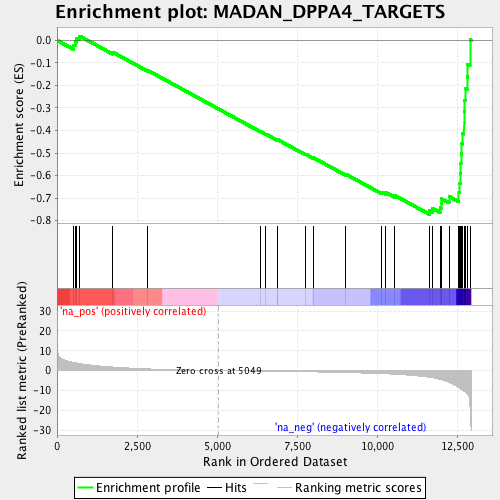 Enrichment plot: MADAN_DPPA4_TARGETS
Enrichment score (ES)
0.0
-0.1
-0.2
-0.3
-0.4
-0.5
-0.6
-0.7
-0.8
'na_pos' (positively correlated)
Ranked list metric (PreRanked)
30
20
10
0
-10
-20
-30
Zero cross at 5049
'na_neg' (negatively correlated)
0 2,500 5,000 7,500 10,000 12,500
Rank in Ordered Dataset
Enrichment profile Hits Ranking metric scores